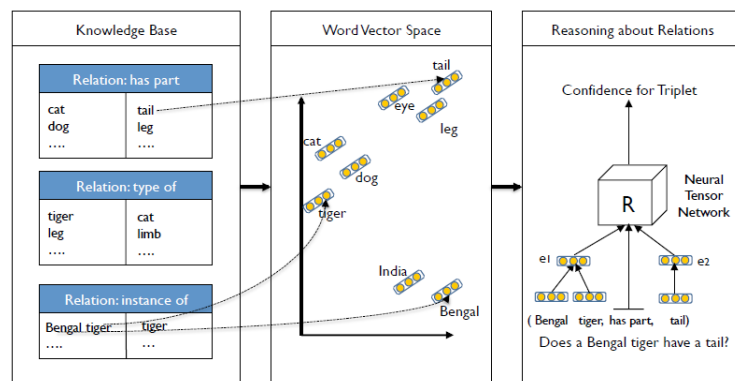 Knowledge Base
Relation: has part
cat tail
dog leg
.... ....
Relation: type of
tiger cat
leg limb
.... ....
Relation: instance of
Bengal tiger tiger
.... ...
Word Vector Space
tail
eye
leg
cat
dog
tiger
India
Bengal
Reasoning about Relations
Confidence for Triplet
R
Neural
Tensor
Network
e1
e2
( Bengal tiger, has part, tail)
Does a Bengal tiger have a tail?